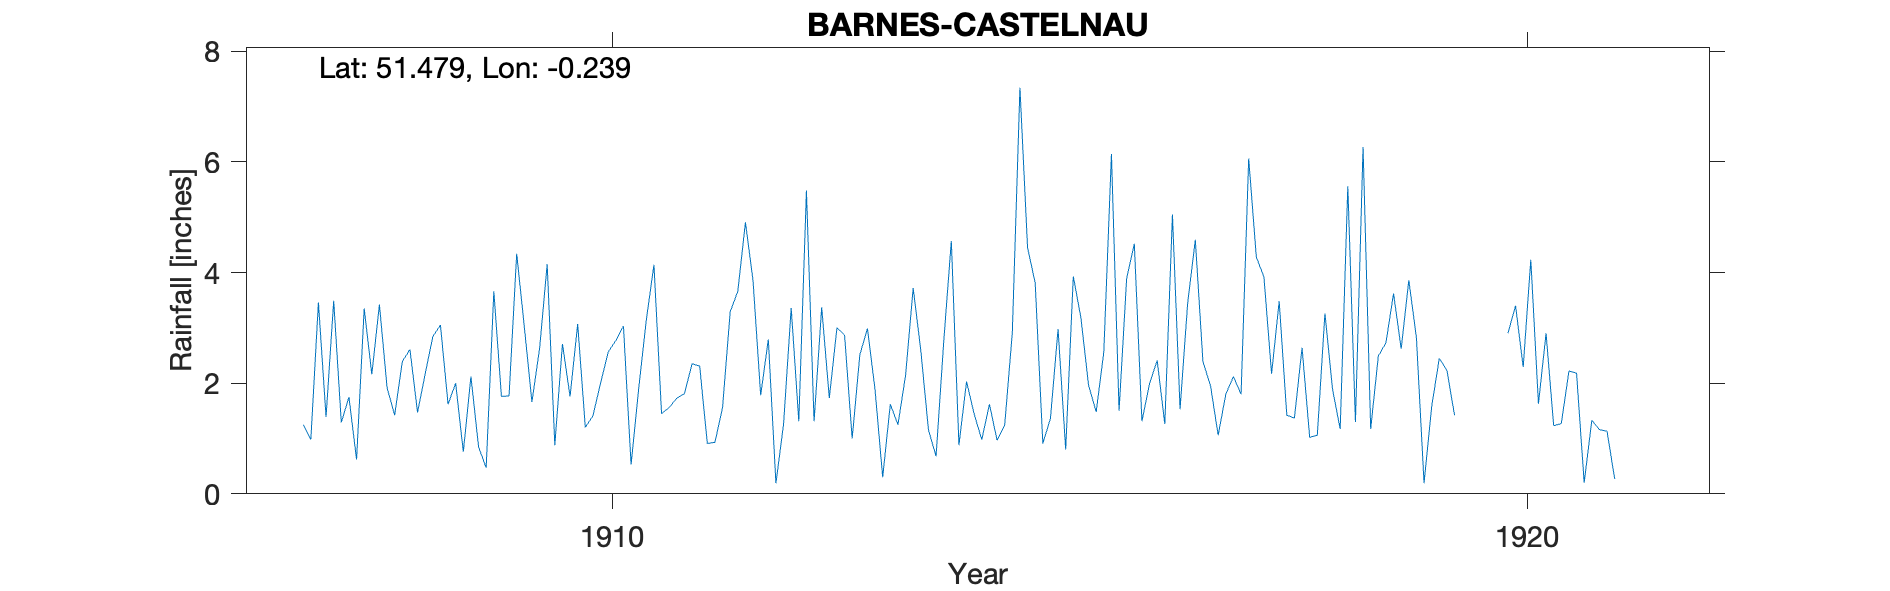 BARNES-CASTELNAU
Lat: 51.479, Lon: -0.239
8
6
4
2
0
Rainfall [inches]
1910
1920
Year